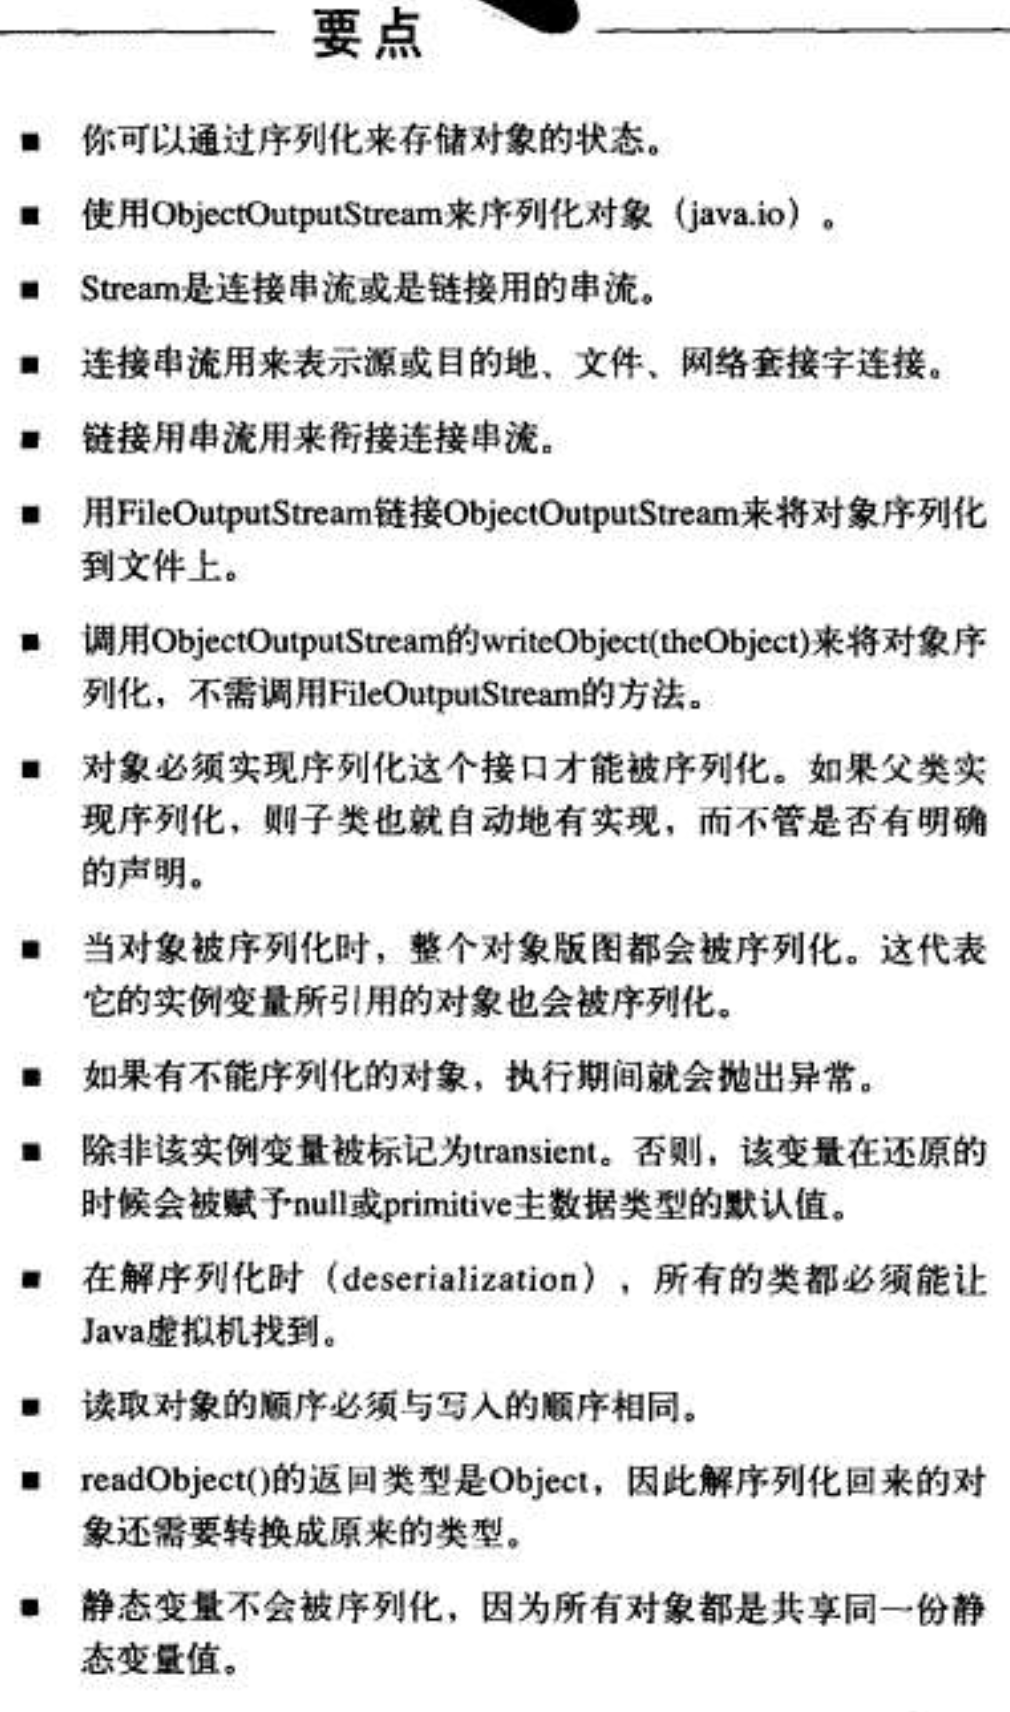 要点
■ 你可以通过序列化来存储对象的状态。
■ 使用ObjectOutputStream来序列化对象（java.io）。
■ Stream是连接串流或是链接用的串流。
■ 连接串流用来表示源或目的地、文件、网络套接字连接。
■ 链接用串流用来衔接连接串流。
■ 用FileOutputStream链接ObjectOutputStream来将对象序列化
到文件上。
■ 调用ObjectOutputStream的writeObject(theObject)来将对象序
列化，不需调用FileOutputStream的方法。
■ 对象必须实现序列化这个接口才能被序列化。如果父类实
现序列化，则子类也就自动地有实现，而不管是否有明确
的声明。
■ 当对象被序列化时，整个对象版图都会被序列化。这代表
它的实例变量所引用的对象也会被序列化。
■ 如果有不能序列化的对象，执行期间就会抛出异常。
■ 除非该实例变量被标记为transient。否则，该变量在还原的
时候会被赋予null或primitive主数据类型的默认值。
■ 在解序列化时（deserialization），所有的类都必须能让
Java虚拟机找到。
■ 读取对象的顺序必须与写入的顺序相同。
■ readObject()的返回类型是Object，因此解序列化回来的对
象还需要转换成原来的类型。
■ 静态变量不会被序列化，因为所有对象都是共享同一份静
态变量值。